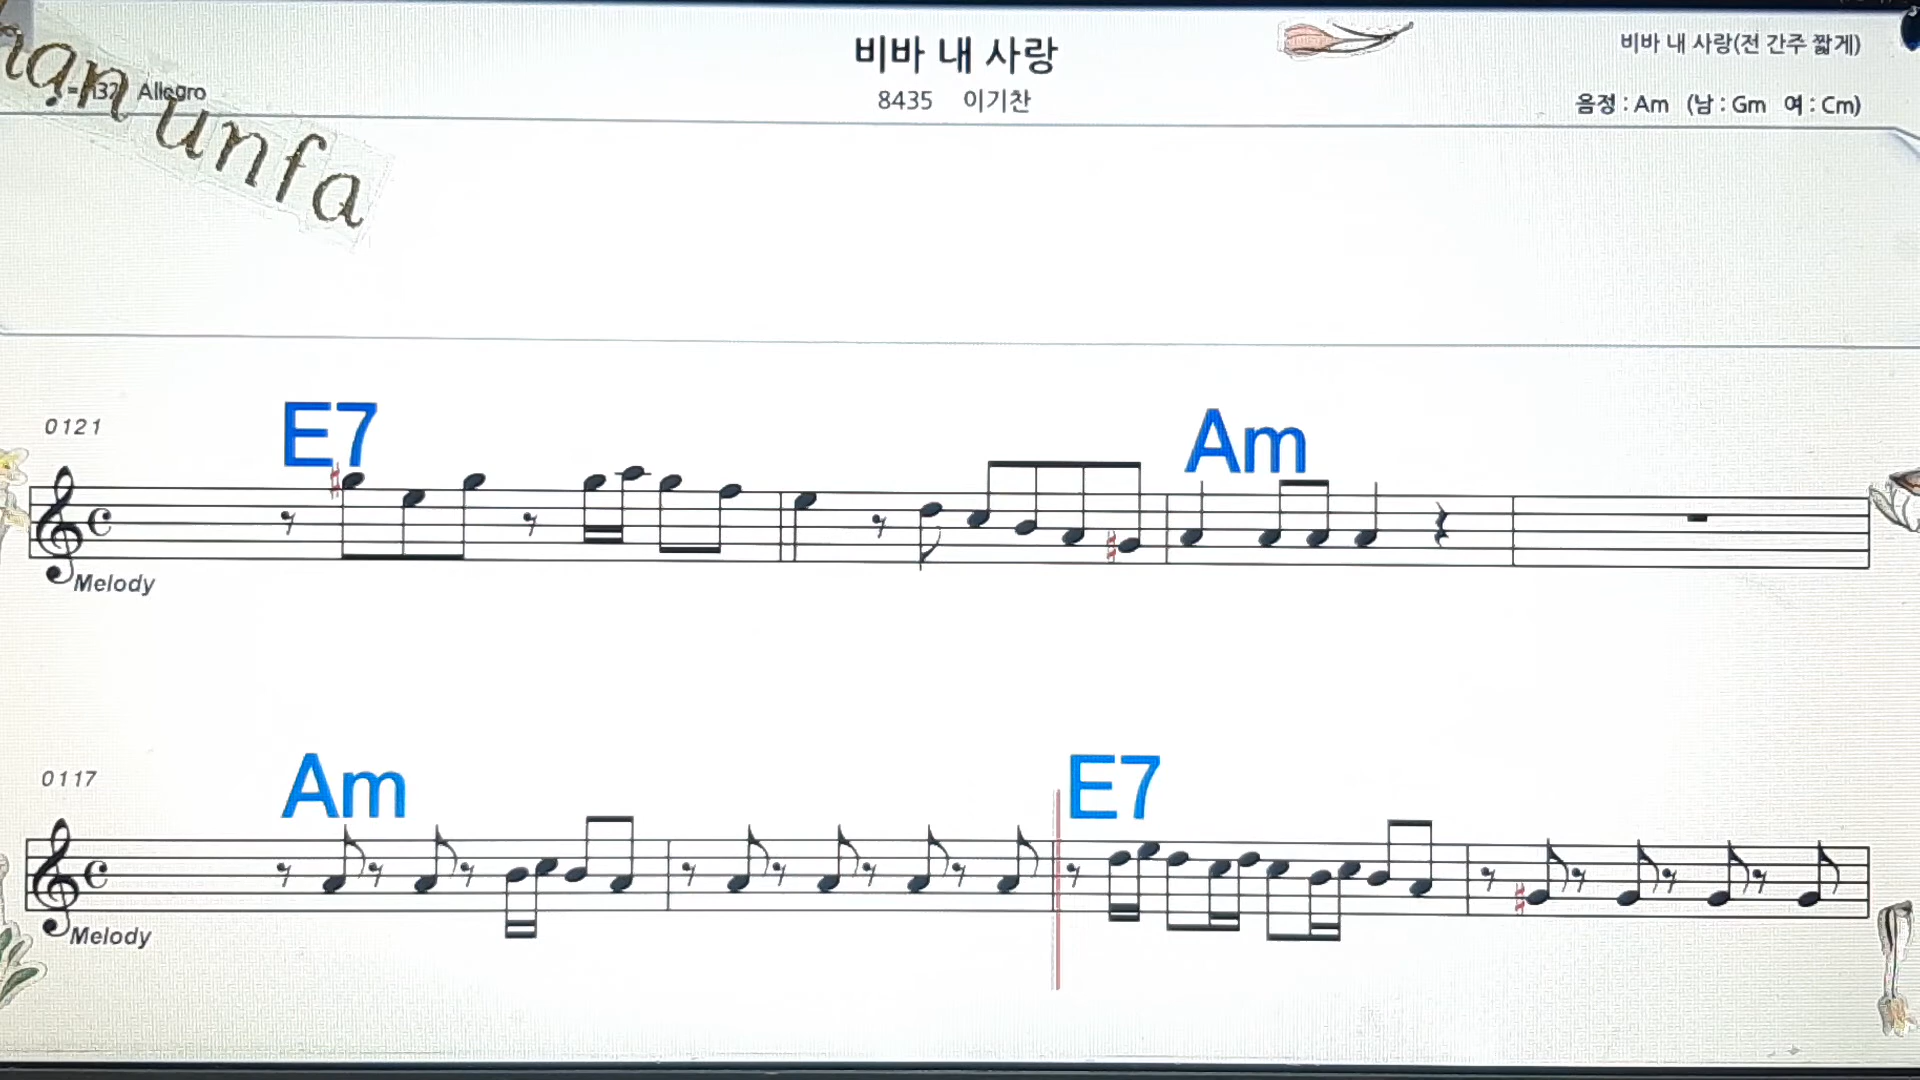 비바 내 사랑
8435 이기찬
비바 내 사랑(전 간주 짧게)
음정 : Am (남 : Gm 여 : Cm)
Allegro
unfa
0121
E7 Am
Melody
0117
Am E7
Melody